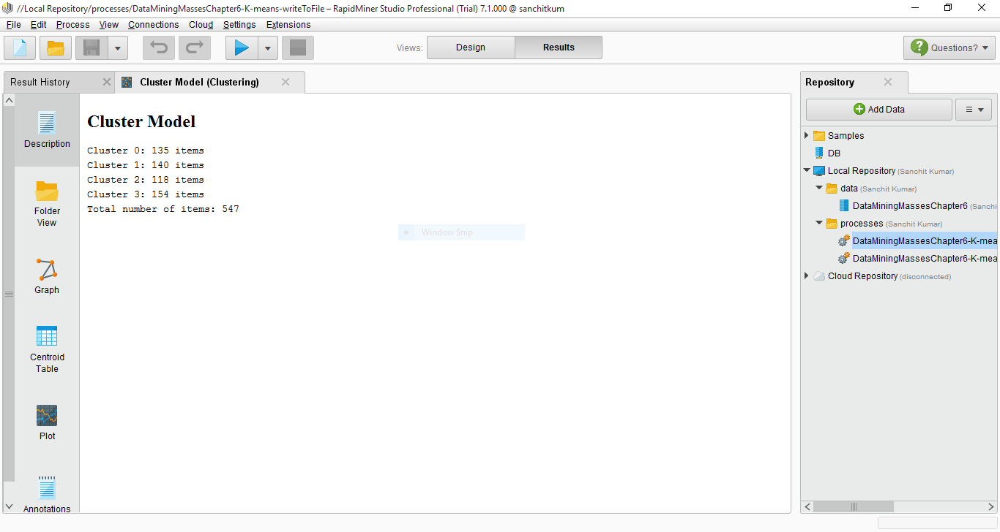 //Local Repository/processes/DataMiningMassesChapter6-K-means-writeToFile – RapidMiner Studio Professional (Trial) 7.1.000 @ sanchitkum
File Edit Process View Connections Cloud Settings Extensions
Views: Design Results
? Questions?
Result History
Cluster Model (Clustering)
Description
Folder
View
Graph
Centroid
Table
Plot
Annotations
Cluster Model
Cluster 0: 135 items
Cluster 1: 140 items
Cluster 2: 118 items
Cluster 3: 154 items
Total number of items: 547
Window Snip
Repository
Add Data
Samples
DB
Local Repository (Sanchit Kumar)
data (Sanchit Kumar)
DataMiningMassesChapter6 (Sanchi
processes (Sanchit Kumar)
DataMiningMassesChapter6-K-mea
DataMiningMassesChapter6-K-mea
Cloud Repository (disconnected)